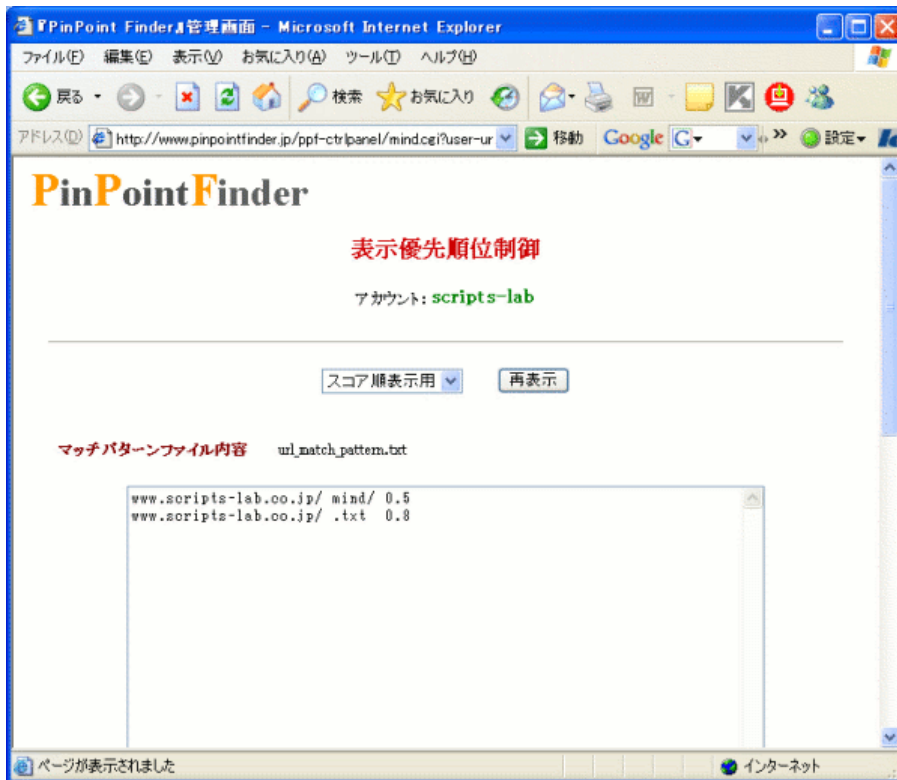 『PinPoint Finder』管理画面 - Microsoft Internet Explorer
ファイル(F) 編集(E) 表示(V) お気に入り(A) ツール(T) ヘルプ(H)
戻る 検索 お気に入り
アドレス(D) http://www.pinpointfinder.jp/ppf-ctrlpanel/mind.cgi?user-ur 移動 Google G 設定
PinPointFinder
表示優先順位制御
アカウント: scripts-lab
スコア順表示用 再表示
マッチパターンファイル内容 url_match_pattern.txt
www.scripts-lab.co.jp/ mind/ 0.5
www.scripts-lab.co.jp/ .txt 0.8
ページが表示されました インターネット